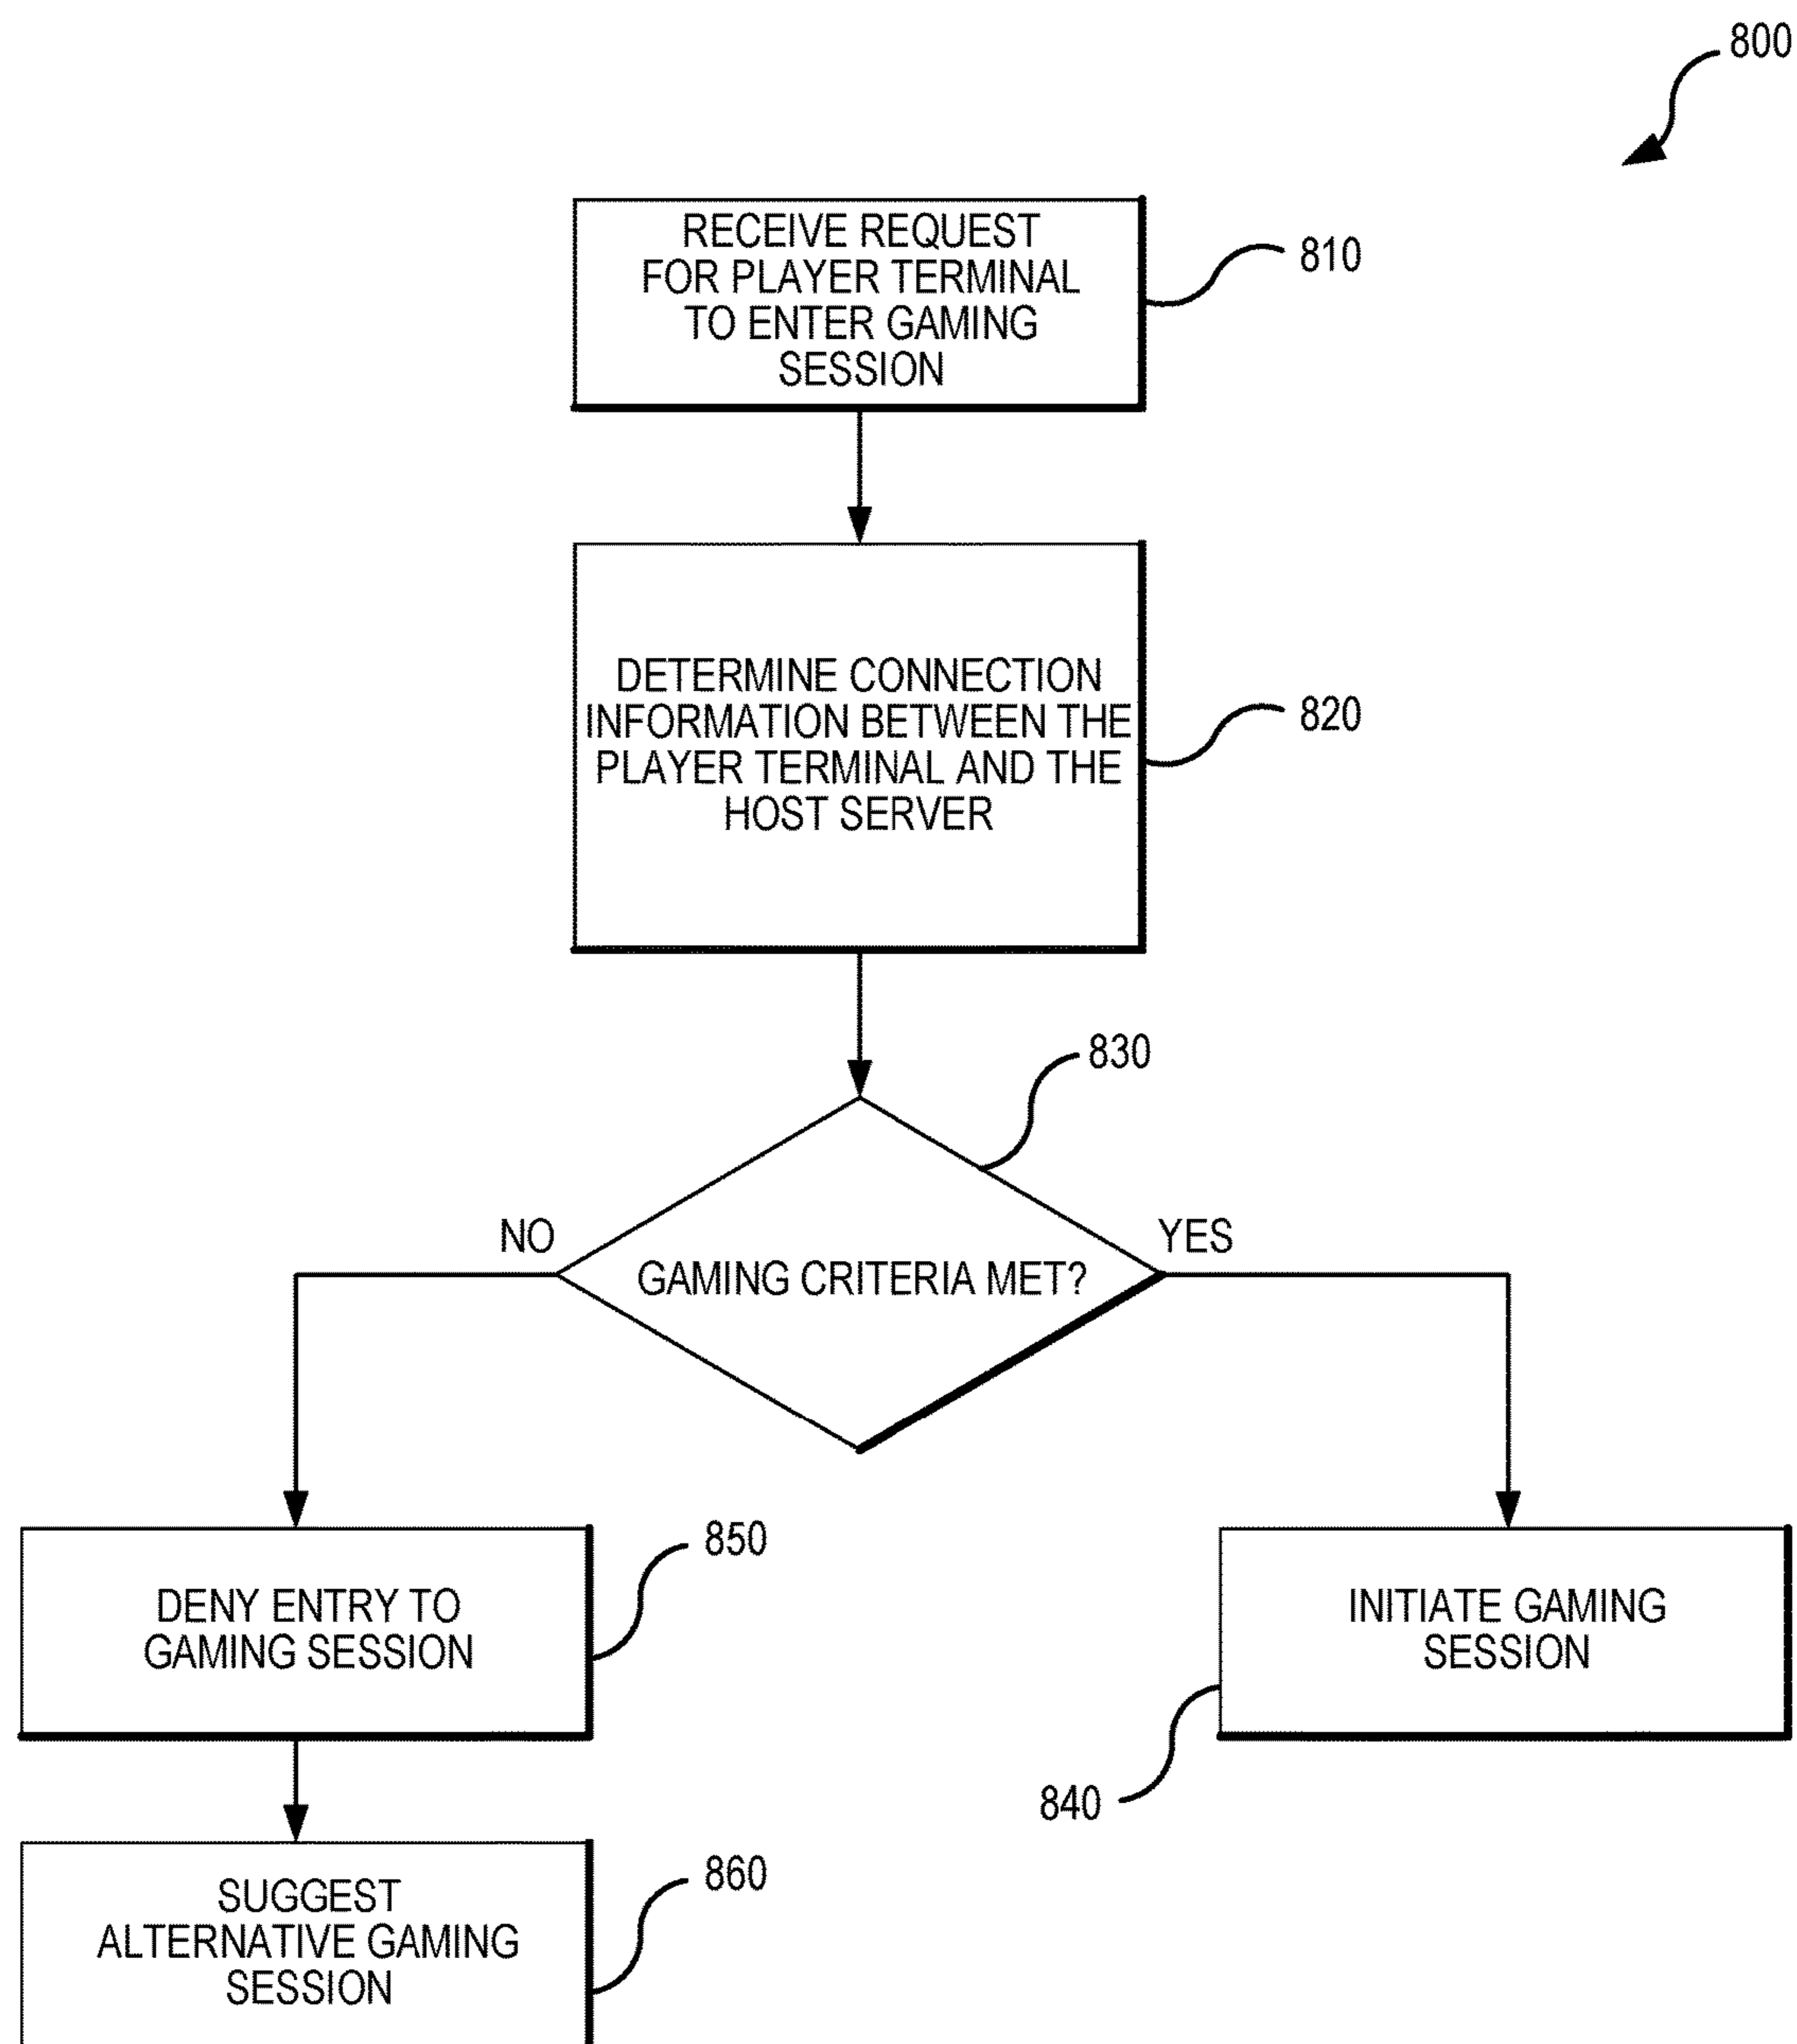 800
RECEIVE REQUEST
FOR PLAYER TERMINAL
TO ENTER GAMING
SESSION
810
DETERMINE CONNECTION
INFORMATION BETWEEN THE
PLAYER TERMINAL AND THE
HOST SERVER
820
830
NO
YES
GAMING CRITERIA MET?
DENY ENTRY TO
GAMING SESSION
850
INITIATE GAMING
SESSION
840
SUGGEST
ALTERNATIVE GAMING
SESSION
860